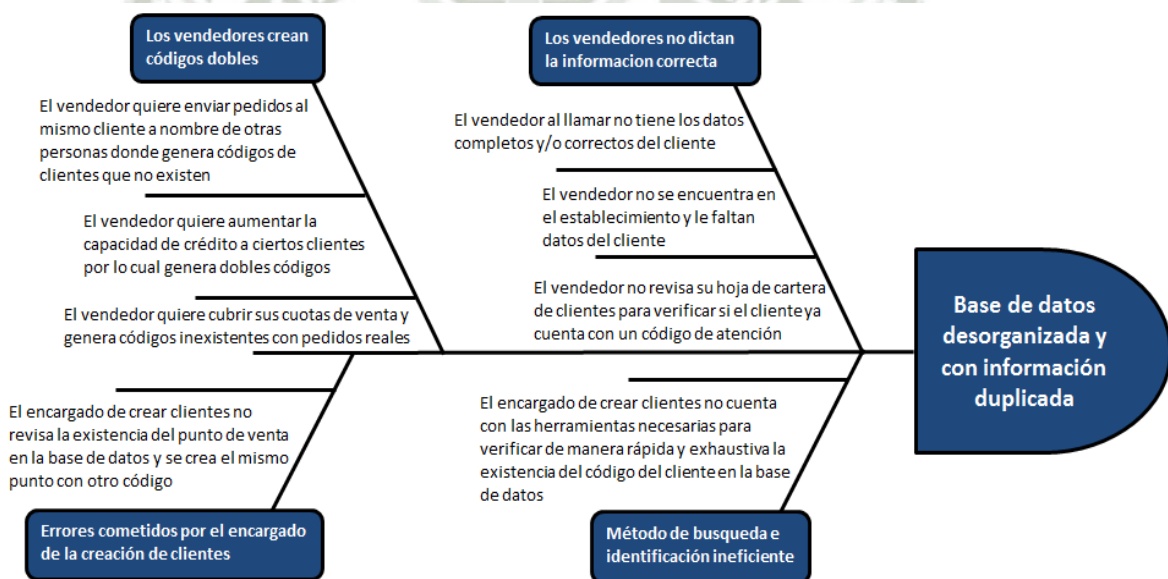 Los vendedores crean
códigos dobles
Los vendedores no dictan
la informacion correcta
El vendedor quiere enviar pedidos al
mismo cliente a nombre de otras
personas donde genera códigos de
clientes que no existen
El vendedor al llamar no tiene los datos
completos y/o correctos del cliente
El vendedor quiere aumentar la
capacidad de crédito a ciertos clientes
por lo cual genera dobles códigos
El vendedor no se encuentra en
el establecimiento y le faltan
datos del cliente
El vendedor quiere cubrir sus cuotas de venta y
genera códigos inexistentes con pedidos reales
El vendedor no revisa su hoja de cartera
de clientes para verificar si el cliente ya
cuenta con un código de atención
Base de datos
desorganizada y
con información
duplicada
El encargado de crear clientes no
revisa la existencia del punto de venta
en la base de datos y se crea el mismo
punto con otro código
El encargado de crear clientes no cuenta
con las herramientas necesarias para
verificar de manera rápida y exhaustiva la
existencia del código del cliente en la base
de datos
Errores cometidos por el encargado
de la creación de clientes
Método de busqueda e
identificación ineficiente